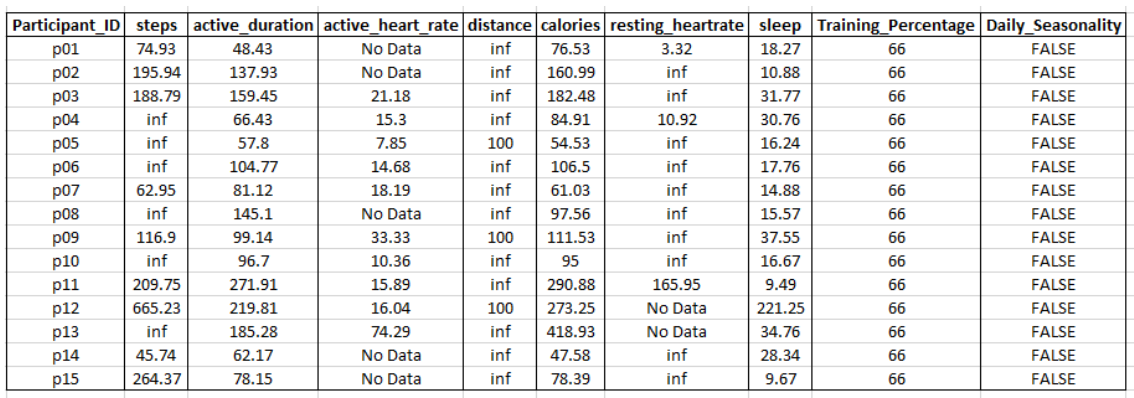 Participant_ID steps active_duration active_heart_rate distance calories resting_heartrate sleep Training_Percentage Daily_Seasonality
p01 74.93 48.43 No Data inf 76.53 3.32 18.27 66 FALSE
p02 195.94 137.93 No Data inf 160.99 inf 10.88 66 FALSE
p03 188.79 159.45 21.18 inf 182.48 inf 31.77 66 FALSE
p04 inf 66.43 15.3 inf 84.91 10.92 30.76 66 FALSE
p05 inf 57.8 7.85 100 54.53 inf 16.24 66 FALSE
p06 inf 104.77 14.68 inf 106.5 inf 17.76 66 FALSE
p07 62.95 81.12 18.19 inf 61.03 inf 14.88 66 FALSE
p08 inf 145.1 No Data inf 97.56 inf 15.57 66 FALSE
p09 116.9 99.14 33.33 100 111.53 inf 37.55 66 FALSE
p10 inf 96.7 10.36 inf 95 inf 16.67 66 FALSE
p11 209.75 271.91 15.89 inf 290.88 165.95 9.49 66 FALSE
p12 665.23 219.81 16.04 100 273.25 No Data 221.25 66 FALSE
p13 inf 185.28 74.29 inf 418.93 No Data 34.76 66 FALSE
p14 45.74 62.17 No Data inf 47.58 inf 28.34 66 FALSE
p15 264.37 78.15 No Data inf 78.39 inf 9.67 66 FALSE